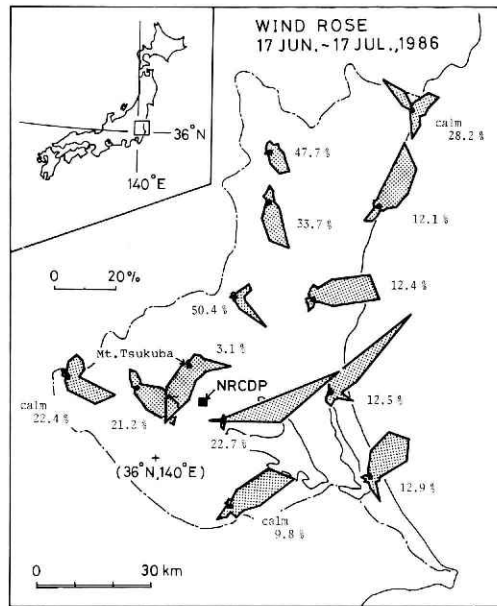 WIND ROSE
17 JUN.~17 JUL.,1986
36°N
140°E
calm
28.2 %
47.7 %
33.7 %
12.1 %
0 20%
12.4 %
50.4 %
Mt. Tsukuba
3.1 %
NRCDP
calm
22.4 %
21.2 %
22.7 %
12.5 %
+
(36°N,140°E)
12.9 %
calm
9.8 %
0 30 km